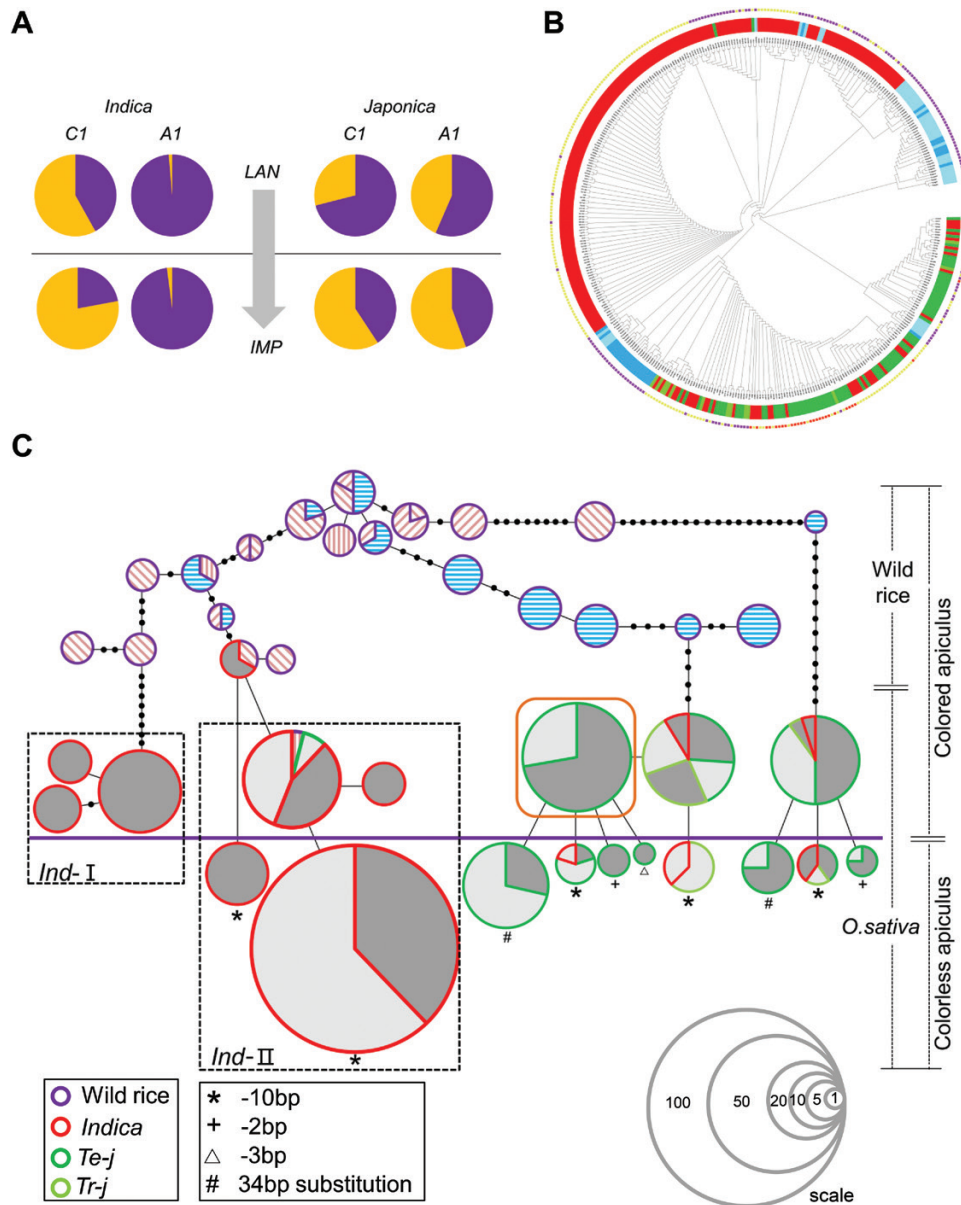 A
B
Indica
Japonica
C1
A1
C1
A1
LAN
IMP
C
Wild rice
Colored apiculus
Ind-I
*
*
#
*
+
△
*
#
*
+
O.sativa
Colorless apiculus
Ind-II
Wild rice
Indica
Te-j
Tr-j
* -10bp
+ -2bp
△ -3bp
# 34bp substitution
100 50 20 10 5 1
scale